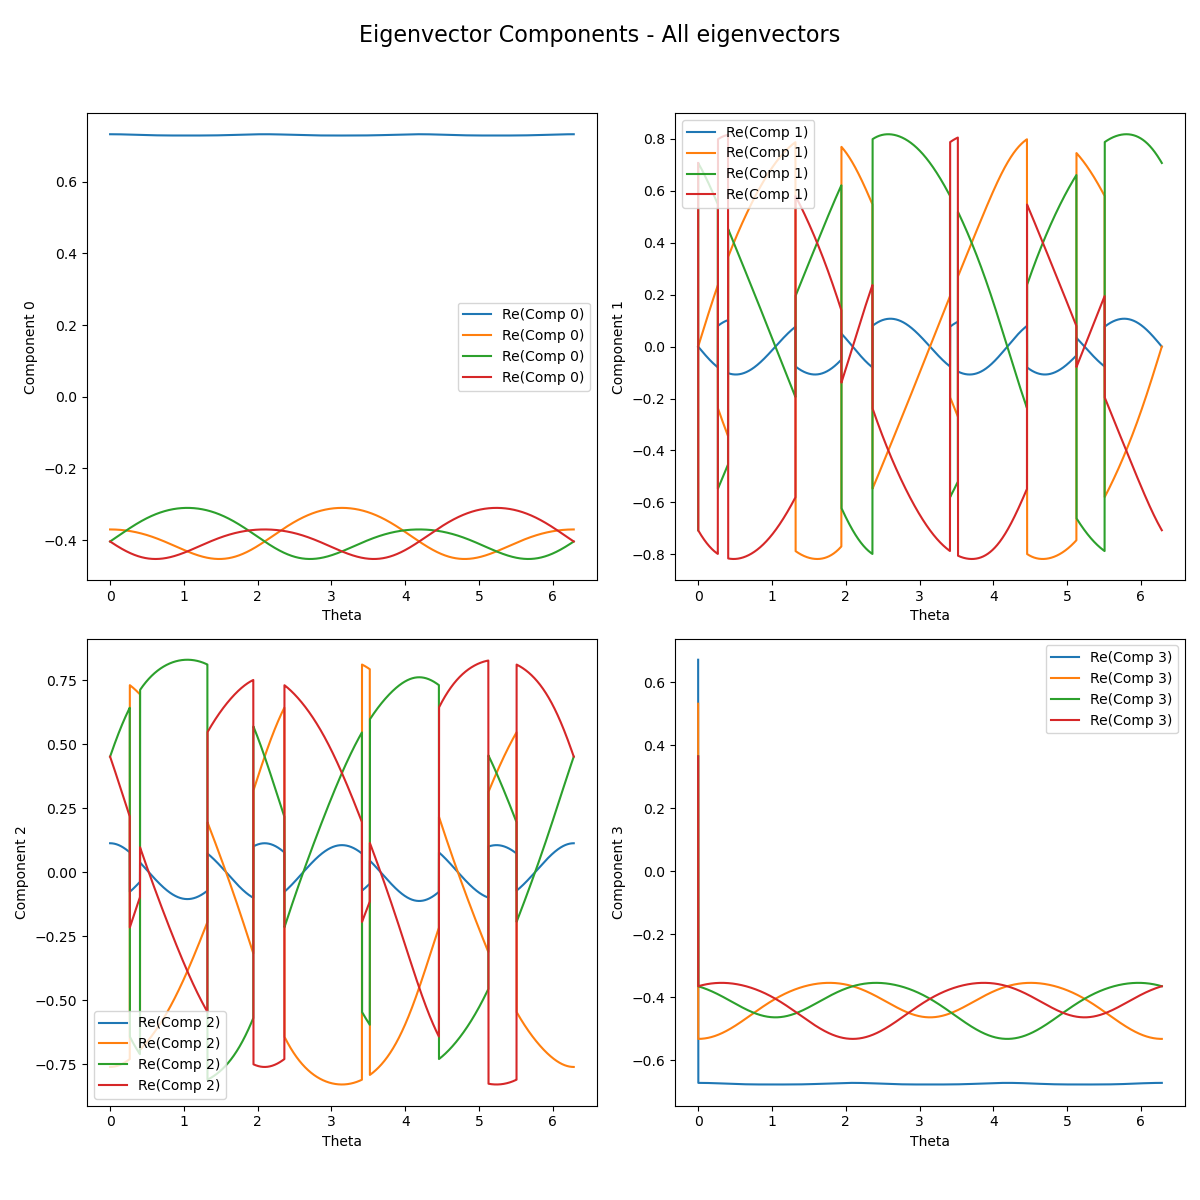 Eigenvector Components - All eigenvectors
Component 0
0.6
0.4
0.2
0.0
−0.2
−0.4
0
1
2
3
4
5
6
Theta
Re(Comp 0)
Re(Comp 0)
Re(Comp 0)
Re(Comp 0)
Component 1
0.8
0.6
0.4
0.2
0.0
−0.2
−0.4
−0.6
−0.8
0
1
2
3
4
5
6
Theta
Re(Comp 1)
Re(Comp 1)
Re(Comp 1)
Re(Comp 1)
Component 2
0.75
0.50
0.25
0.00
−0.25
−0.50
−0.75
0
1
2
3
4
5
6
Theta
Re(Comp 2)
Re(Comp 2)
Re(Comp 2)
Re(Comp 2)
Component 3
0.6
0.4
0.2
0.0
−0.2
−0.4
−0.6
0
1
2
3
4
5
6
Theta
Re(Comp 3)
Re(Comp 3)
Re(Comp 3)
Re(Comp 3)